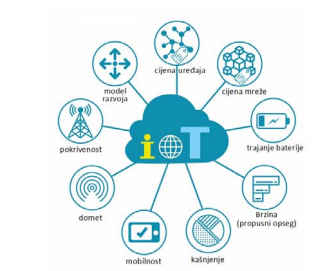 cijena uređaja
cijena mreže
model
razvoja
pokrivenost
iOT
trajanje baterije
domet
Brzina
(propusni opseg)
mobilnost
kašnjenje